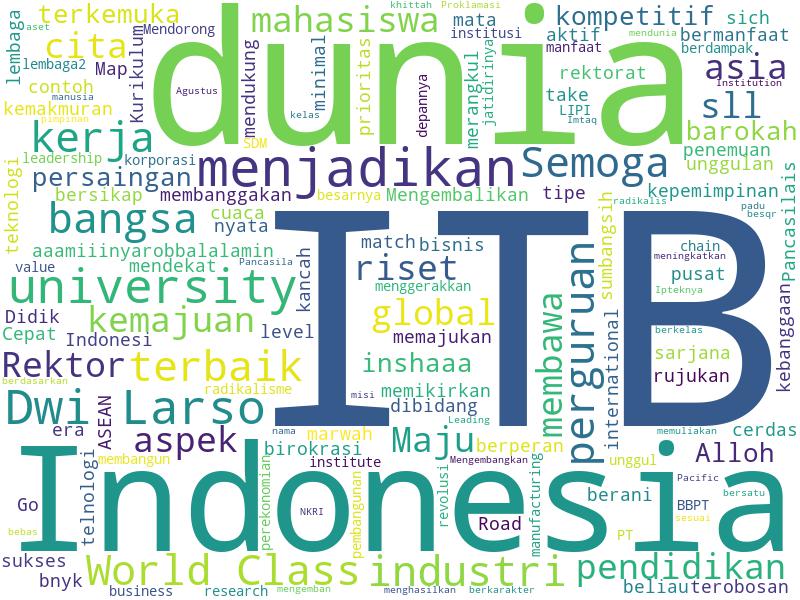 khittah Proklamasi
terkemuka mahasiswa mata kompetitif sich
lembaga aset cita Mendorong dunia institusi aktif bermanfaat
lembaga2 Map Kurikulum mendukung minimal prioritas manfaat mendunia berdampak
contoh Agustus merangkul jatidirinya rektorat asia
kemakmuran manusia kelas depannya take Institution
pimpinan LIPI sll
kerja SDM Imtaq barokah
leadership korporasi menjadikan Semoga penemuan
teknologi persaingan unggulan
bersikap membanggakan besarnya Mengembalikan tipe kepemimpinan
bangsa cuaca ITB sumbangsih radikalis padu Pancasilais
nyata besqr
aaamiiinyarobbalalamin match bisnis chain
value Pancasila mendekat kancah riset meningkatkan
university menggerakkan pusat
Didik kemajuan global Ipteknya
Cepat Indonesi level memajukan membawa perguruan international berkelas
Rektor terbaik inshaaa sarjana kebanggaan
berdasarkan radikalisme misi memikirkan rujukan
Dwi Larso dibidang
era ASEAN nama Leading memuliakan cerdas
aspek marwah Maju berperan
telnologi membangun birokrasi institute Mengembangkan unggul Alloh
Indonesia perekonomian pembangunan revolusi manufacturing Pacific
Go NKRI Road berani BBPT bersatu
bebas PT sesuai
sukses World Class industri pendidikan
bnyk business research mengemban menghasilkan berkarakter beliau terobosan